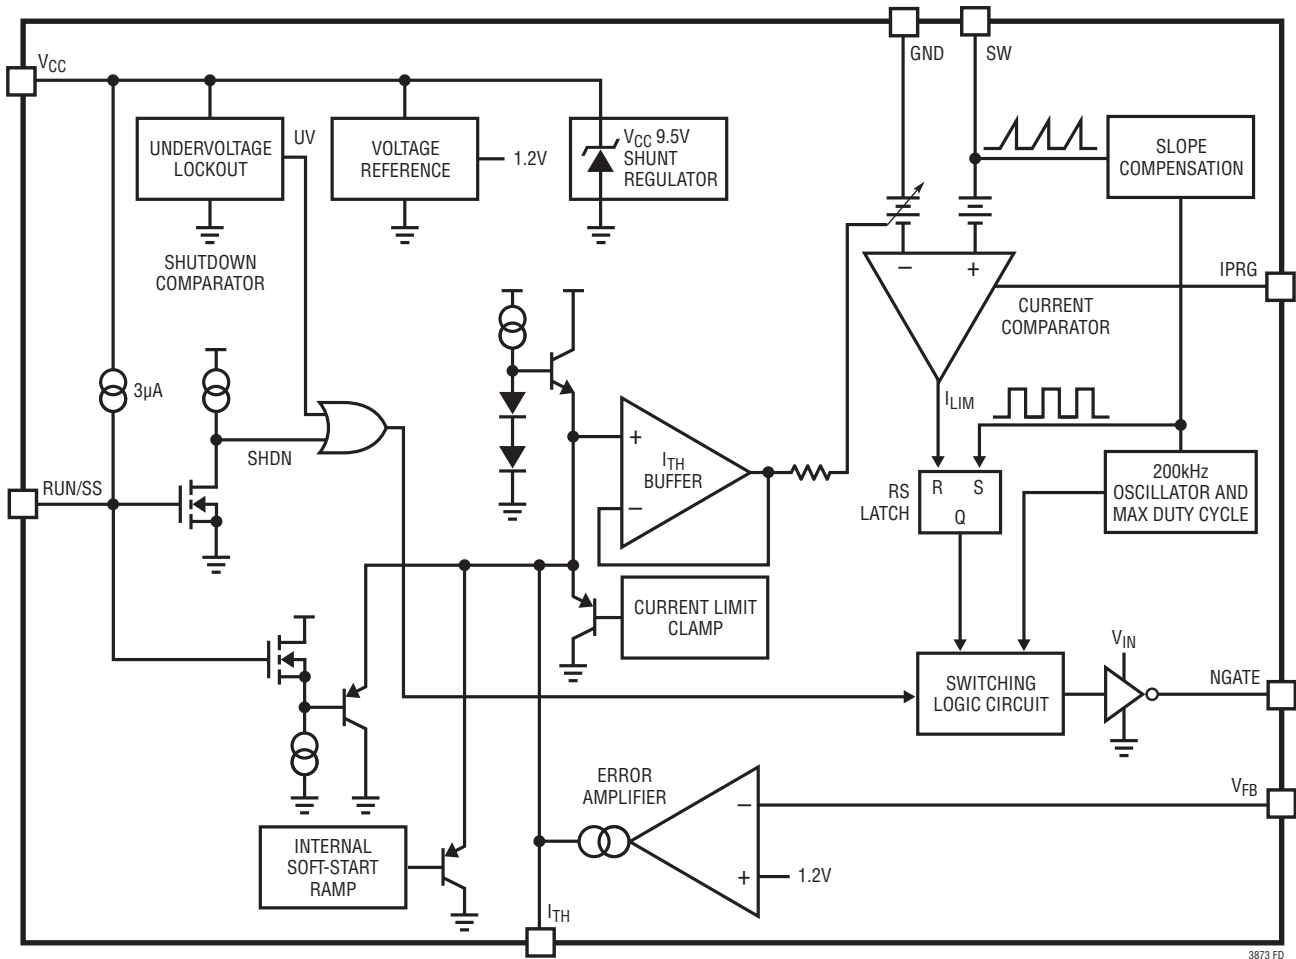 GND
SW
VCC
UNDERVOLTAGE
LOCKOUT
UV
VOLTAGE
REFERENCE
1.2V
VCC 9.5V
SHUNT
REGULATOR
SLOPE
COMPENSATION
SHUTDOWN
COMPARATOR
–
+
IPRG
CURRENT
COMPARATOR
3µA
ILIM
SHDN
+
ITH
BUFFER
–
RUN/SS
RS
LATCH
R S
Q
200kHz
OSCILLATOR AND
MAX DUTY CYCLE
CURRENT LIMIT
CLAMP
VIN
SWITCHING
LOGIC CIRCUIT
NGATE
ERROR
AMPLIFIER
–
VFB
+
1.2V
INTERNAL
SOFT-START
RAMP
ITH
3873 FD